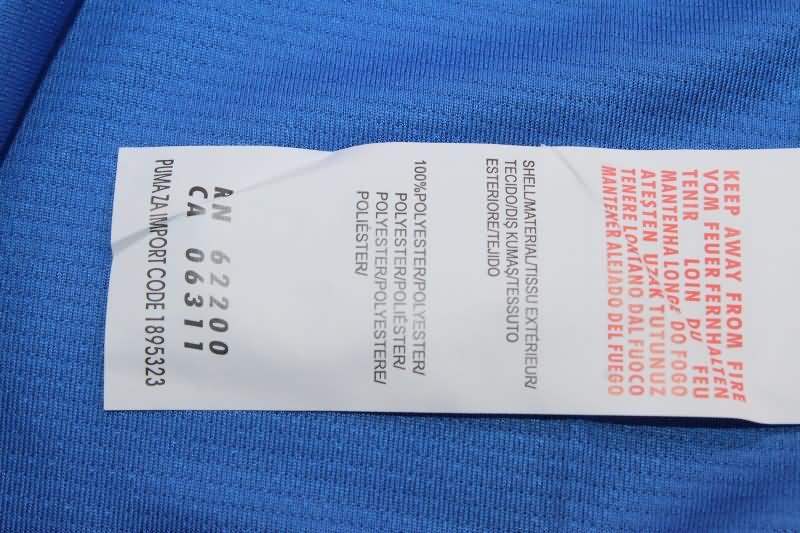 KEEP AWAY FROM FIRE
VOM FEUER FERNHALTEN
TENIR LOIN DU FEU
MANTENHA LONGE DO FOGO
ATEŞTEN UZAK TUTUNUZ
TENERE LONTANO DAL FUOCO
MANTENER ALEJADO DEL FUEGO
SHELL/MATERIAL/TISSU EXTÉRIEUR/
TECIDO/DIŞ KUMAŞ/TESSUTO
ESTERIORE/TEJIDO
100%POLYESTER/POLYESTER/
POLYESTER/POLIÉSTER/
POLYESTER/POLYESTERE/
POLIÉSTER/
RN 62200
CA 06311
PUMA ZA IMPORT CODE 1895323